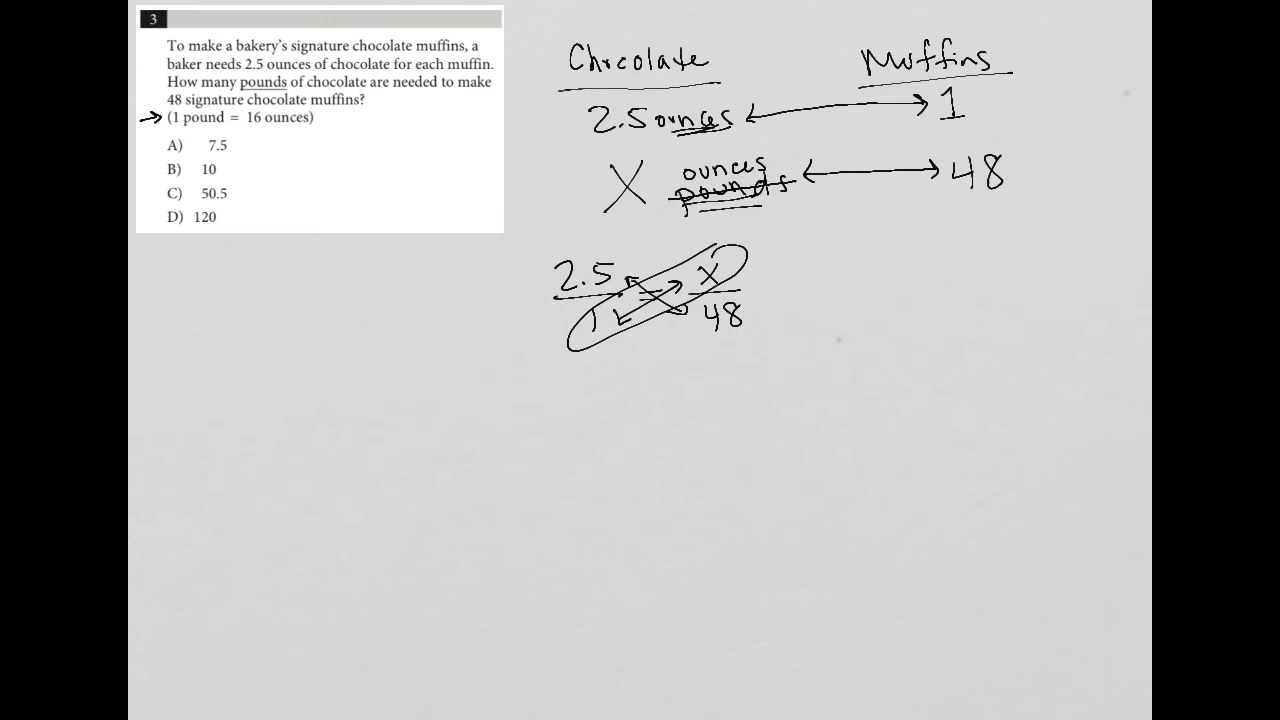 3
To make a bakery's signature chocolate muffins, a
baker needs 2.5 ounces of chocolate for each muffin.
How many pounds of chocolate are needed to make
48 signature chocolate muffins?
(1 pound = 16 ounces)
A) 7.5
B) 10
C) 50.5
D) 120
Chocolate Muffins
2.5 ounces 1
X ounces 48
pounds
2.5 = x
1 48